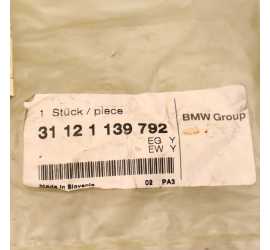 1 Stück / piece
31 12 1 139 792
BMW Group
EG Y
EW Y
Made in Slovenia
02 PA3